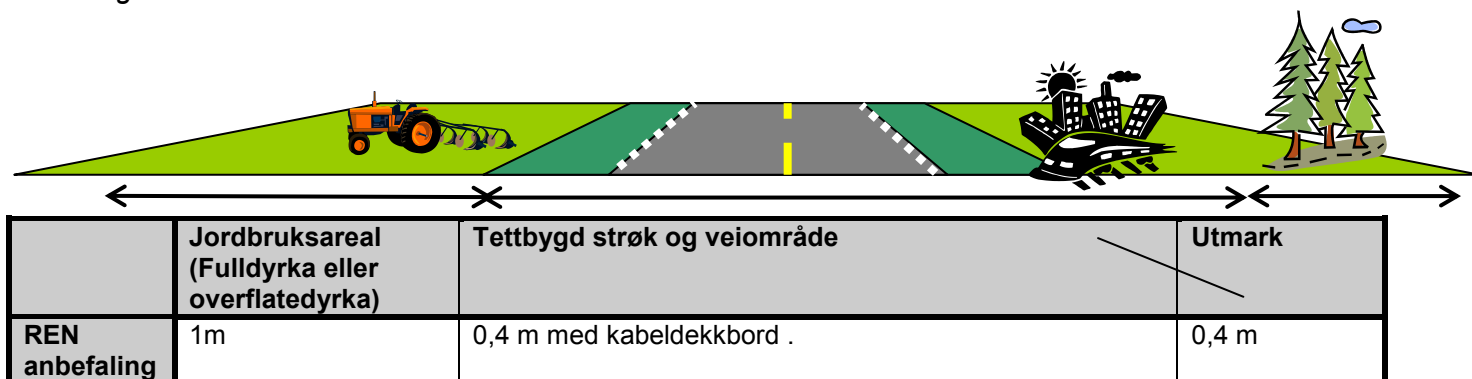 Jordbruksareal
(Fulldyrka eller
overflatedyrka)
Tettbygd strøk og veiområde
Utmark
REN
anbefaling
1m
0,4 m med kabeldekkbord .
0,4 m